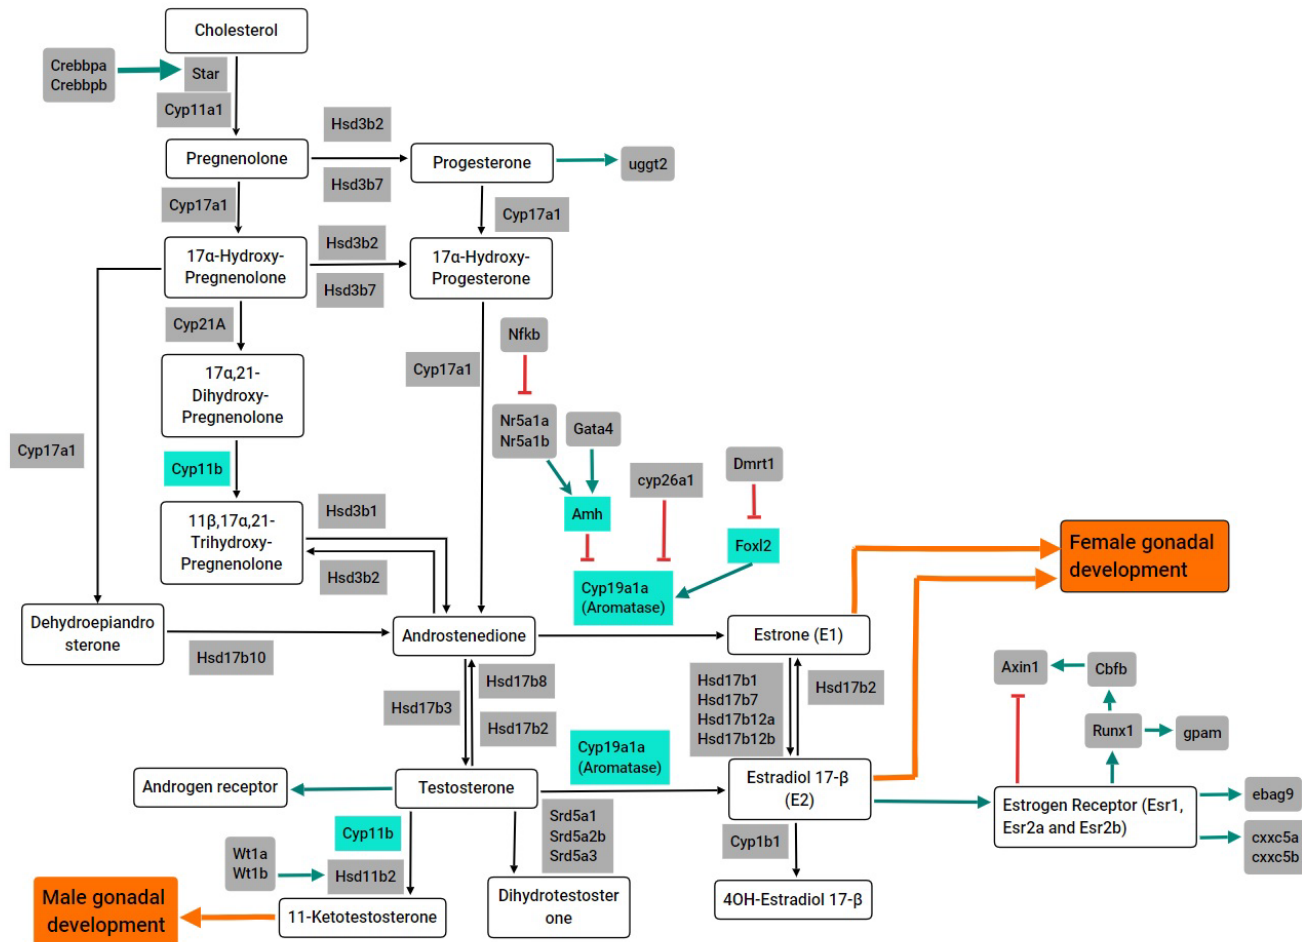 Cholesterol
Crebbpa
Crebbpb
Star
Cyp11a1
Hsd3b2
Pregnenolone
Progesterone
uggt2
Hsd3b7
Cyp17a1
Cyp17a1
17α-Hydroxy-
Pregnenolone
Hsd3b2
17α-Hydroxy-
Progesterone
Hsd3b7
Cyp21A
Nfkb
17α,21-
Dihydroxy-
Pregnenolone
Cyp17a1
Nr5a1a
Nr5a1b
Gata4
Cyp17a1
Cyp11b
cyp26a1
Dmrt1
11β,17α,21-
Trihydroxy-
Pregnenolone
Hsd3b1
Hsd3b2
Amh
Foxl2
Female gonadal
development
Cyp19a1a
(Aromatase)
Dehydroepiandro
sterone
Hsd17b10
Androstenedione
Estrone (E1)
Axin1
Cbfb
Hsd17b3
Hsd17b8
Hsd17b2
Hsd17b1
Hsd17b7
Hsd17b12a
Hsd17b12b
Hsd17b2
Runx1
gpam
Cyp19a1a
(Aromatase)
Androgen receptor
Testosterone
Estradiol 17-β
(E2)
Estrogen Receptor (Esr1,
Esr2a and Esr2b)
ebag9
cxxc5a
cxxc5b
Cyp11b
Srd5a1
Srd5a2b
Srd5a3
Cyp1b1
Wt1a
Wt1b
Hsd11b2
Male gonadal
development
11-Ketotestosterone
Dihydrotestoster
one
4OH-Estradiol 17-β